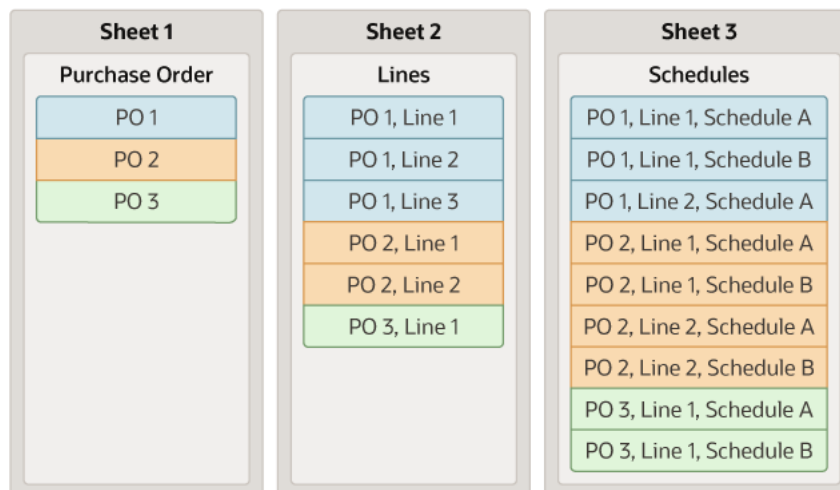 Sheet 1
Purchase Order
PO 1
PO 2
PO 3
Sheet 2
Lines
PO 1, Line 1
PO 1, Line 2
PO 1, Line 3
PO 2, Line 1
PO 2, Line 2
PO 3, Line 1
Sheet 3
Schedules
PO 1, Line 1, Schedule A
PO 1, Line 1, Schedule B
PO 1, Line 2, Schedule A
PO 2, Line 1, Schedule A
PO 2, Line 1, Schedule B
PO 2, Line 2, Schedule A
PO 2, Line 2, Schedule B
PO 3, Line 1, Schedule A
PO 3, Line 1, Schedule B